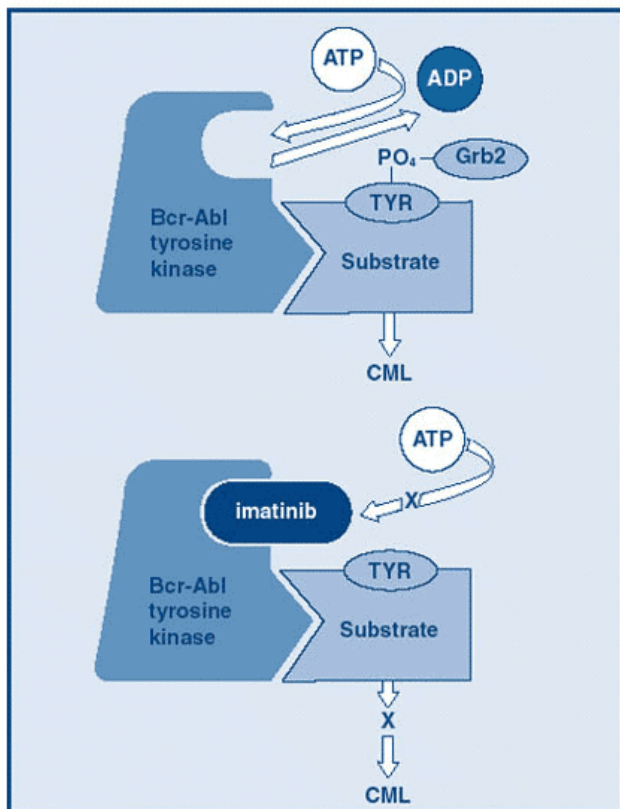 ATP
ADP
PO₄
Grb2
TYR
Bcr-Abl
tyrosine
kinase
Substrate
CML
ATP
X
imatinib
TYR
Bcr-Abl
tyrosine
kinase
Substrate
X
CML